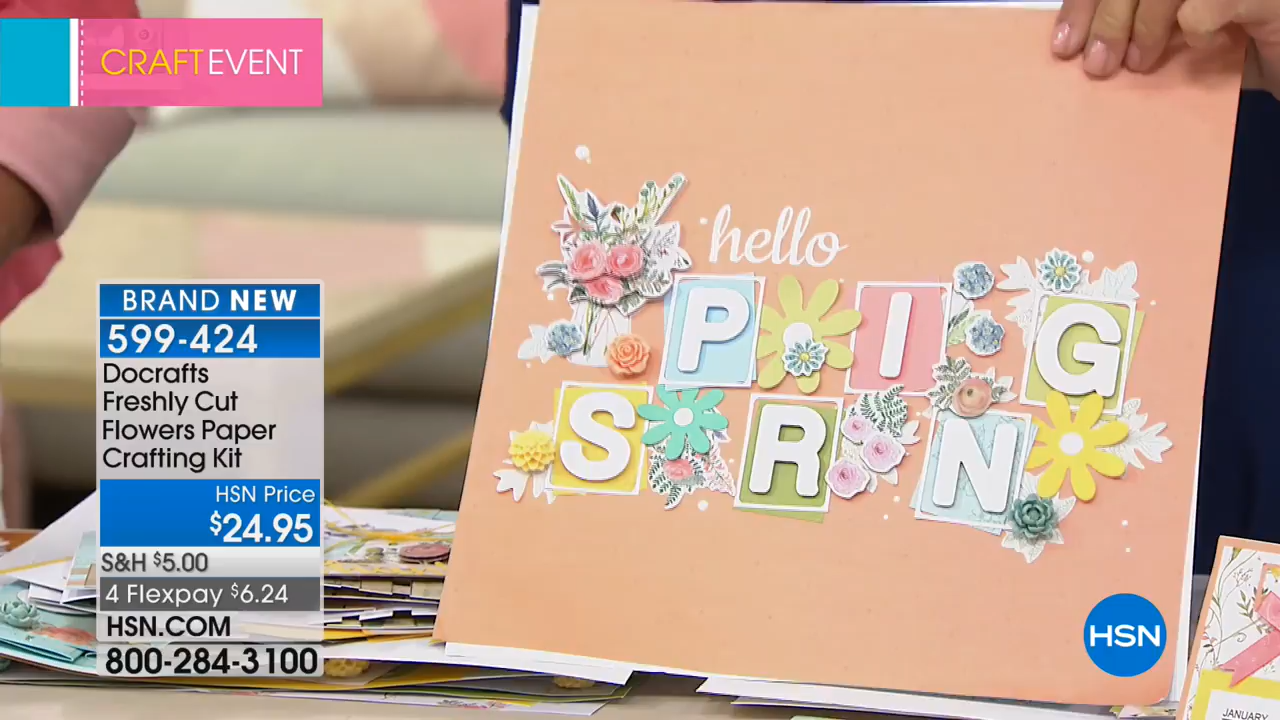 CRAFT EVENT
hello
P I G
S R N
BRAND NEW
599-424
Docrafts
Freshly Cut
Flowers Paper
Crafting Kit
HSN Price
$24.95
S&H $5.00
4 Flexpay $6.24
HSN.COM
800-284-3100
HSN
JANUARY